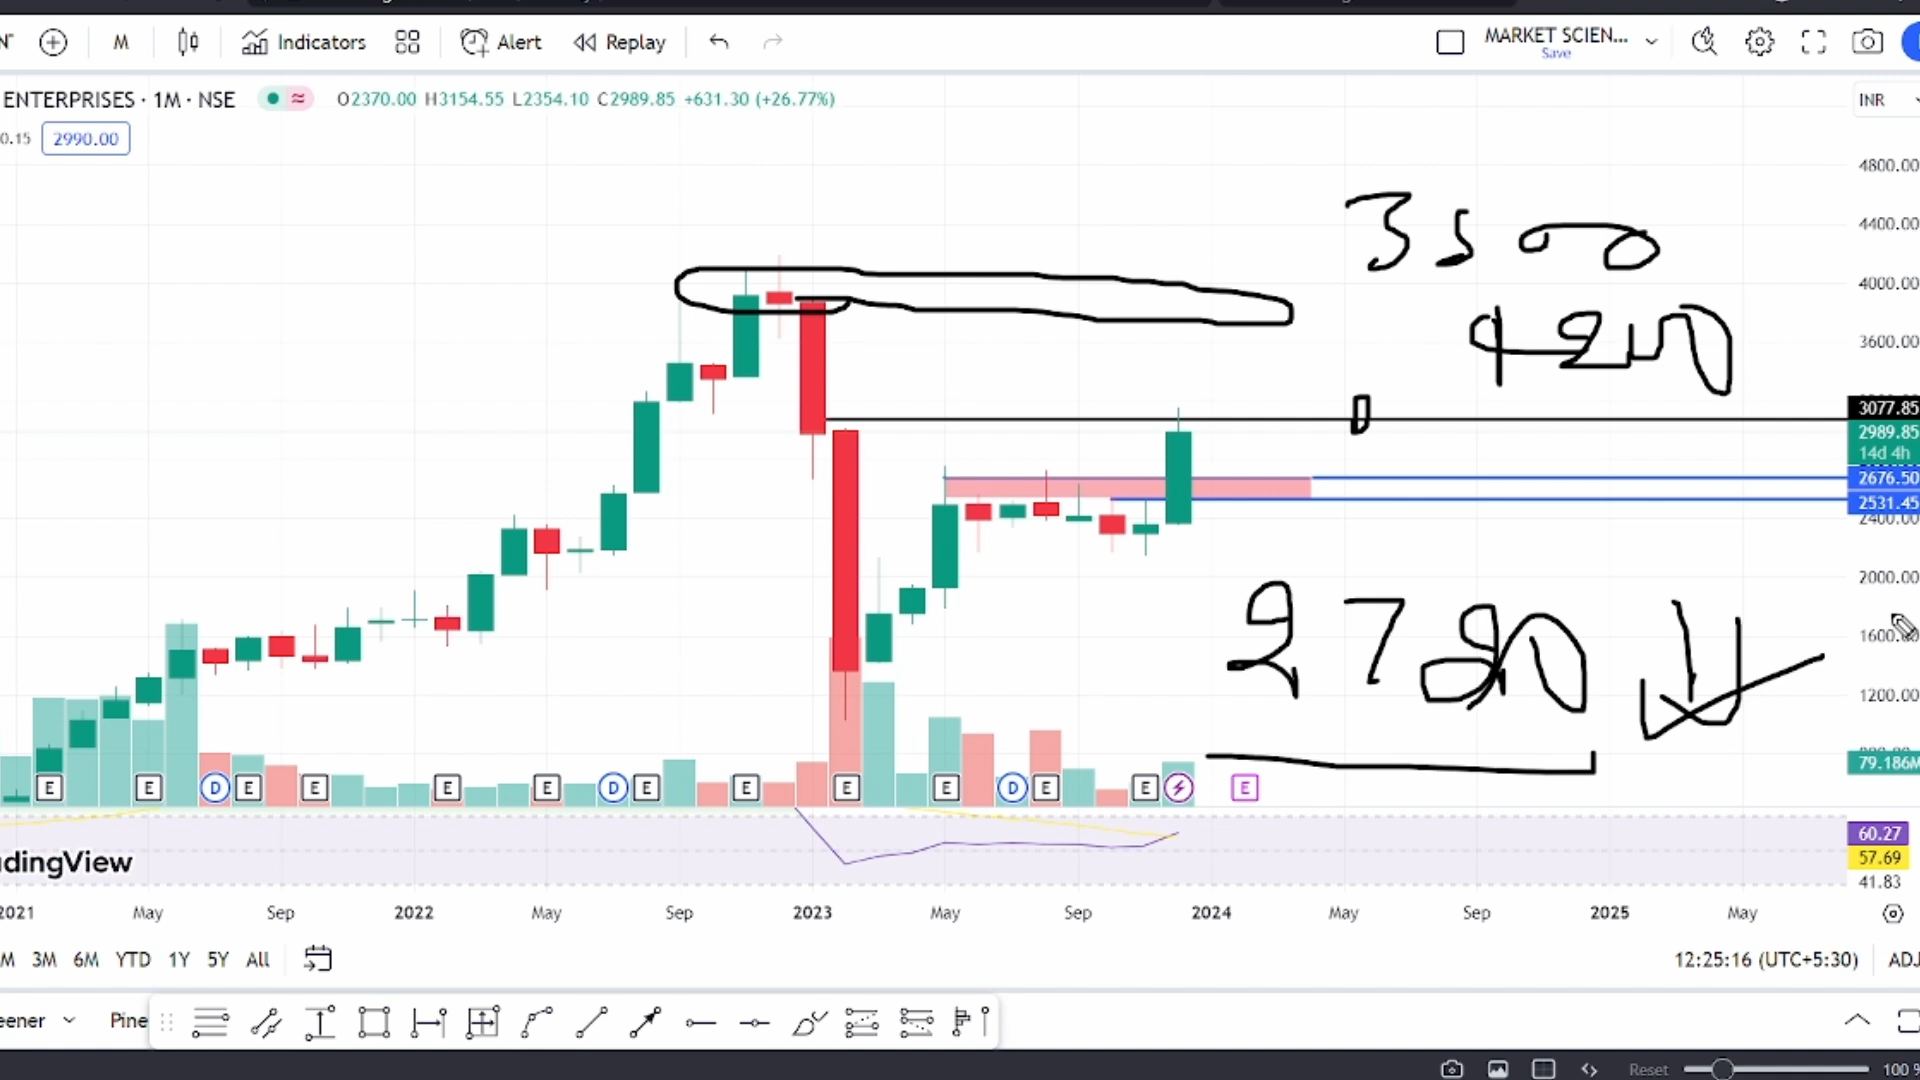 M
Indicators
Alert
Replay
MARKET SCIEN...
Save
ENTERPRISES · 1M · NSE
O2370.00 H3154.55 L2354.10 C2989.85 +631.30 (+26.77%)
INR
0.15
2990.00
4800.00
4400.00
4000.00
3600.00
3077.85
2989.85
14d 4h
2676.50
2531.45
2400.00
2000.00
1600.00
1200.00
79.186M
3500
4200
E E D E E E E D E E E E D E E E
dingView
60.27
57.69
41.83
2021 May Sep 2022 May Sep 2023 May Sep 2024 May Sep 2025 May
M 3M 6M YTD 1Y 5Y All
12:25:16 (UTC+5:30)
ADJ
eener
Pine
Reset
100 %